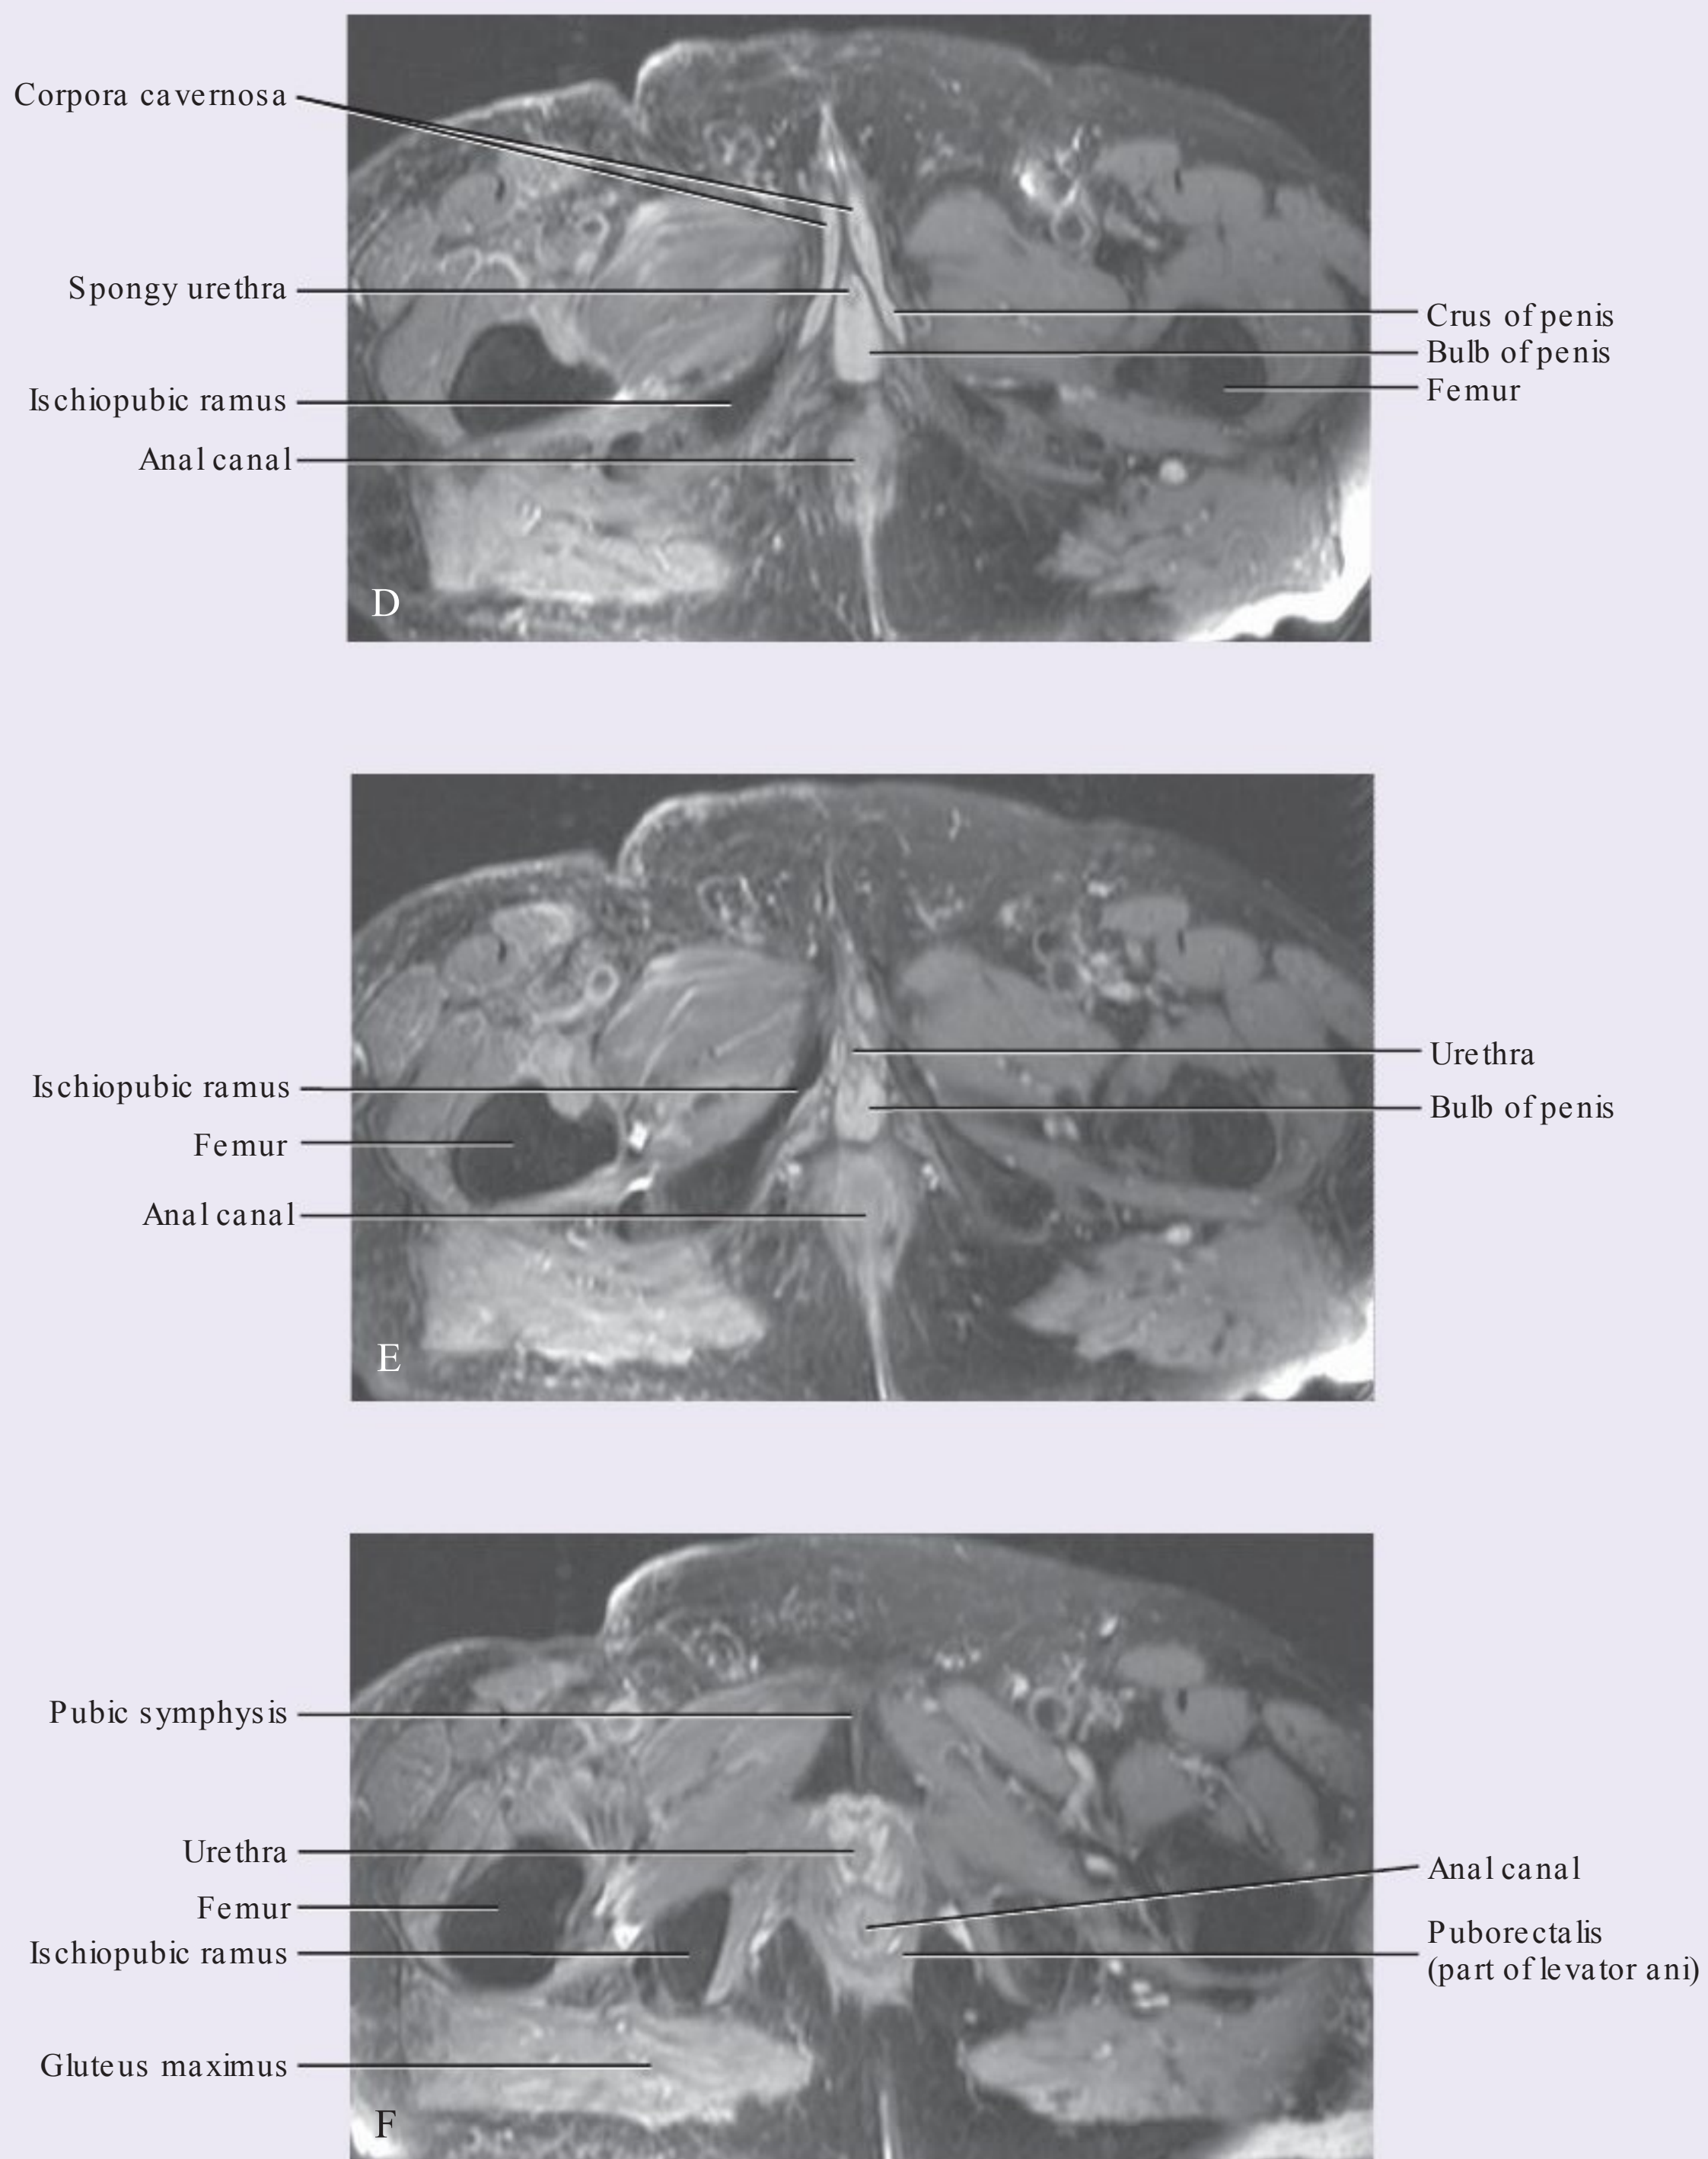 Corpora cavernosa
Spongy urethra
Crus of penis
Bulb of penis
Femur
Ischiopubic ramus
Anal canal
D
Urethra
Ischiopubic ramus
Bulb of penis
Femur
Anal canal
E
Pubic symphysis
Urethra
Anal canal
Femur
Puborectalis
Ischiopubic ramus
(part of levator ani)
Gluteus maximus
F